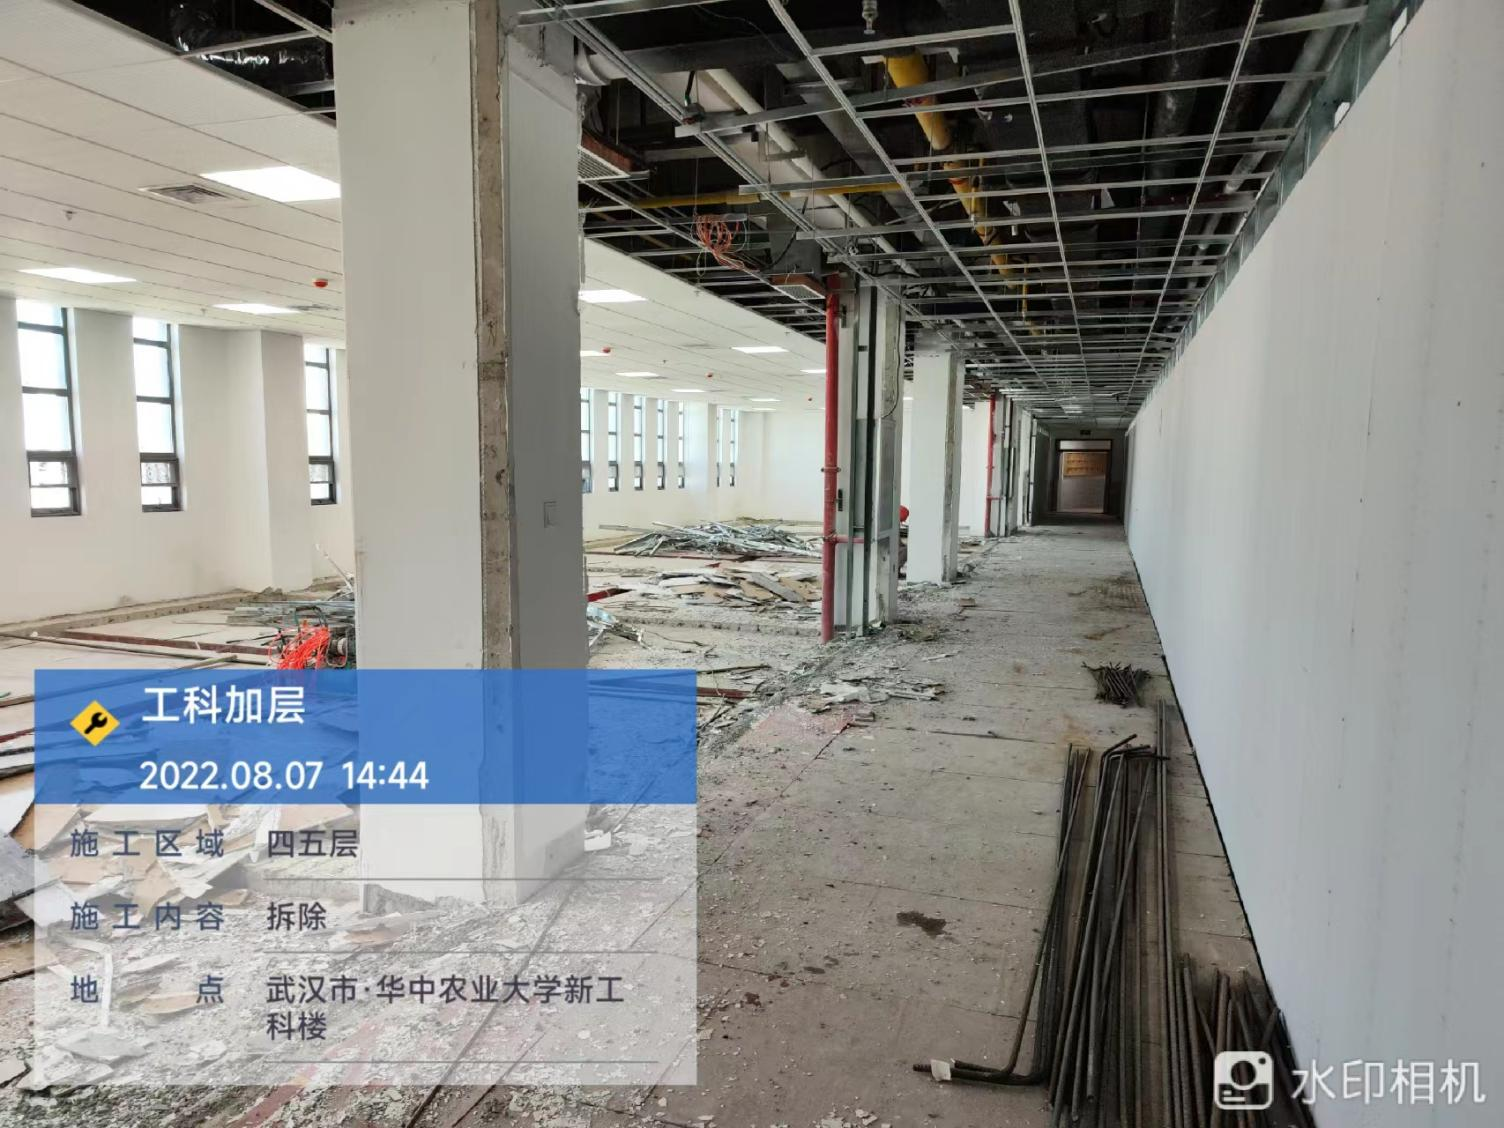 工科加层
2022.08.07 14:44
施工区域 四五层
施工内容 拆除
地点 武汉市·华中农业大学新工
科楼
水印相机